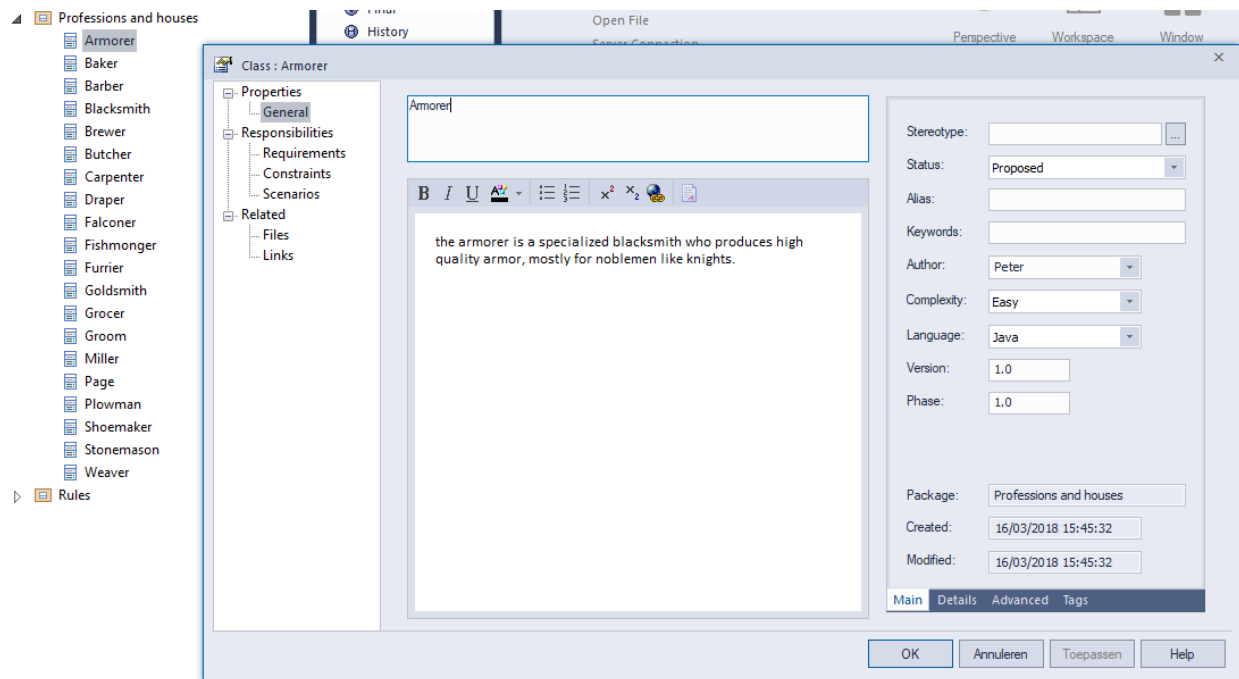 Professions and houses
Armorer
Baker
Barber
Blacksmith
Brewer
Butcher
Carpenter
Draper
Falconer
Fishmonger
Furrier
Goldsmith
Grocer
Groom
Miller
Page
Plowman
Shoemaker
Stonemason
Weaver
Rules
History
Open File
Server Connection
Perspective
Workspace
Window
Class : Armorer
Properties
General
Responsibilities
Requirements
Constraints
Scenarios
Related
Files
Links
Armorer
B I U A x² x₂
the armorer is a specialized blacksmith who produces high
quality armor, mostly for noblemen like knights.
Stereotype:
...
Status: Proposed
Alias:
Keywords:
Author: Peter
Complexity: Easy
Language: Java
Version: 1.0
Phase: 1.0
Package: Professions and houses
Created: 16/03/2018 15:45:32
Modified: 16/03/2018 15:45:32
Main Details Advanced Tags
OK Annuleren Toepassen Help